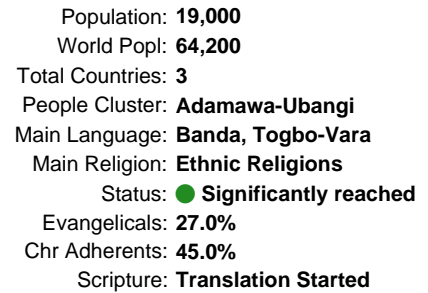 Population: 19,000
World Popl: 64,200
Total Countries: 3
People Cluster: Adamawa-Ubangi
Main Language: Banda, Togbo-Vara
Main Religion: Ethnic Religions
Status: Significantly reached
Evangelicals: 27.0%
Chr Adherents: 45.0%
Scripture: Translation Started